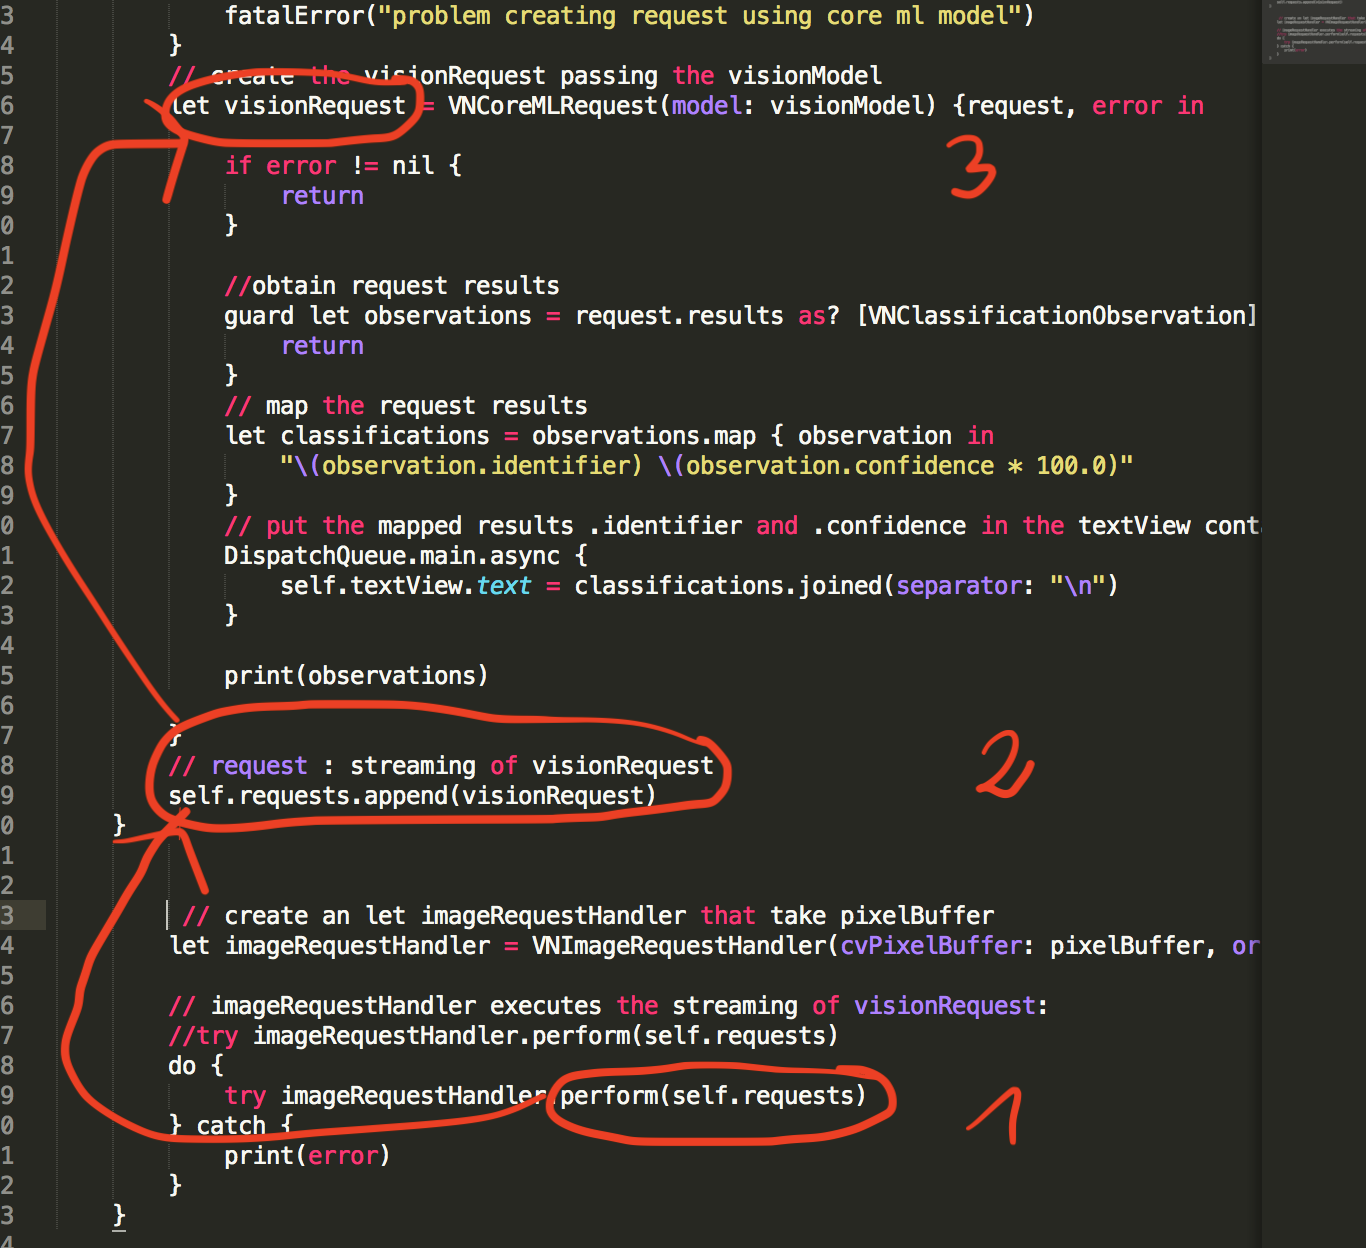 3 fatalError("problem creating request using core ml model")
4 }
5 // create the visionRequest passing the visionModel
6 let visionRequest = VNCoreMLRequest(model: visionModel) {request, error in
7
8 if error != nil {
9 return
0 }
1
2 //obtain request results
3 guard let observations = request.results as? [VNClassificationObservation]
4 return
5 }
6 // map the request results
7 let classifications = observations.map { observation in
8 "\(observation.identifier) \(observation.confidence * 100.0)"
9 }
0 // put the mapped results .identifier and .confidence in the textView conta
1 DispatchQueue.main.async {
2 self.textView.text = classifications.joined(separator: "\n")
3 }
4
5 print(observations)
6
7 }
8 // request : streaming of visionRequest
9 self.requests.append(visionRequest)
0 }
1
2
3 // create an let imageRequestHandler that take pixelBuffer
4 let imageRequestHandler = VNImageRequestHandler(cvPixelBuffer: pixelBuffer, or
5
6 // imageRequestHandler executes the streaming of visionRequest:
7 //try imageRequestHandler.perform(self.requests)
8 do {
9 try imageRequestHandler.perform(self.requests)
0 } catch {
1 print(error)
2 }
3 }
4
3
2
1